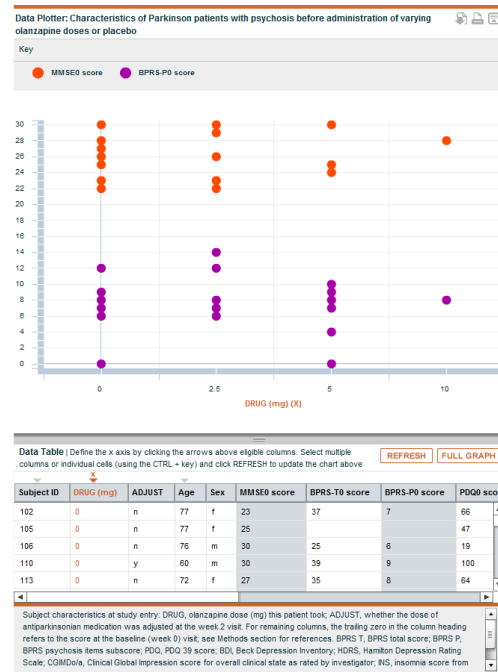 Data Plotter: Characteristics of Parkinson patients with psychosis before administration of varying
olanzapine doses or placebo
Key
MMSE0 score BPRS-P0 score
30
28
26
24
22
20
18
16
14
12
10
8
6
4
2
0
0 2.5 5 10
DRUG (mg) (X)
Data Table | Define the x axis by clicking the arrows above eligible columns. Select multiple
columns or individual cells (using the CTRL + key) and click REFRESH to update the chart above
REFRESH FULL GRAPH
X
Subject ID DRUG (mg) ADJUST Age Sex MMSE0 score BPRS-T0 score BPRS-P0 score PDQ0 sco
102 0 n 77 f 23 37 7 66
105 0 n 77 f 25 47
106 0 n 76 m 30 25 6 19
110 0 y 60 m 30 39 9 100
113 0 n 72 f 27 35 8 64
Subject characteristics at study entry: DRUG, olanzapine dose (mg) this patient took; ADJUST, whether the dose of
antiparkinsonian medication was adjusted at the week 2 visit. For remaining columns, the trailing zero in the column heading
refers to the score at the baseline (week 0) visit; see Methods section for references. BPRS T, BPRS total score; BPRS P,
BPRS psychosis items subscore; PDQ, PDQ 39 score; BDI, Beck Depression Inventory; HDRS, Hamilton Depression Rating
Scale; CGIMDo/a, Clinical Global Impression score for overall clinical state as rated by investigator; INS, insomnia score from